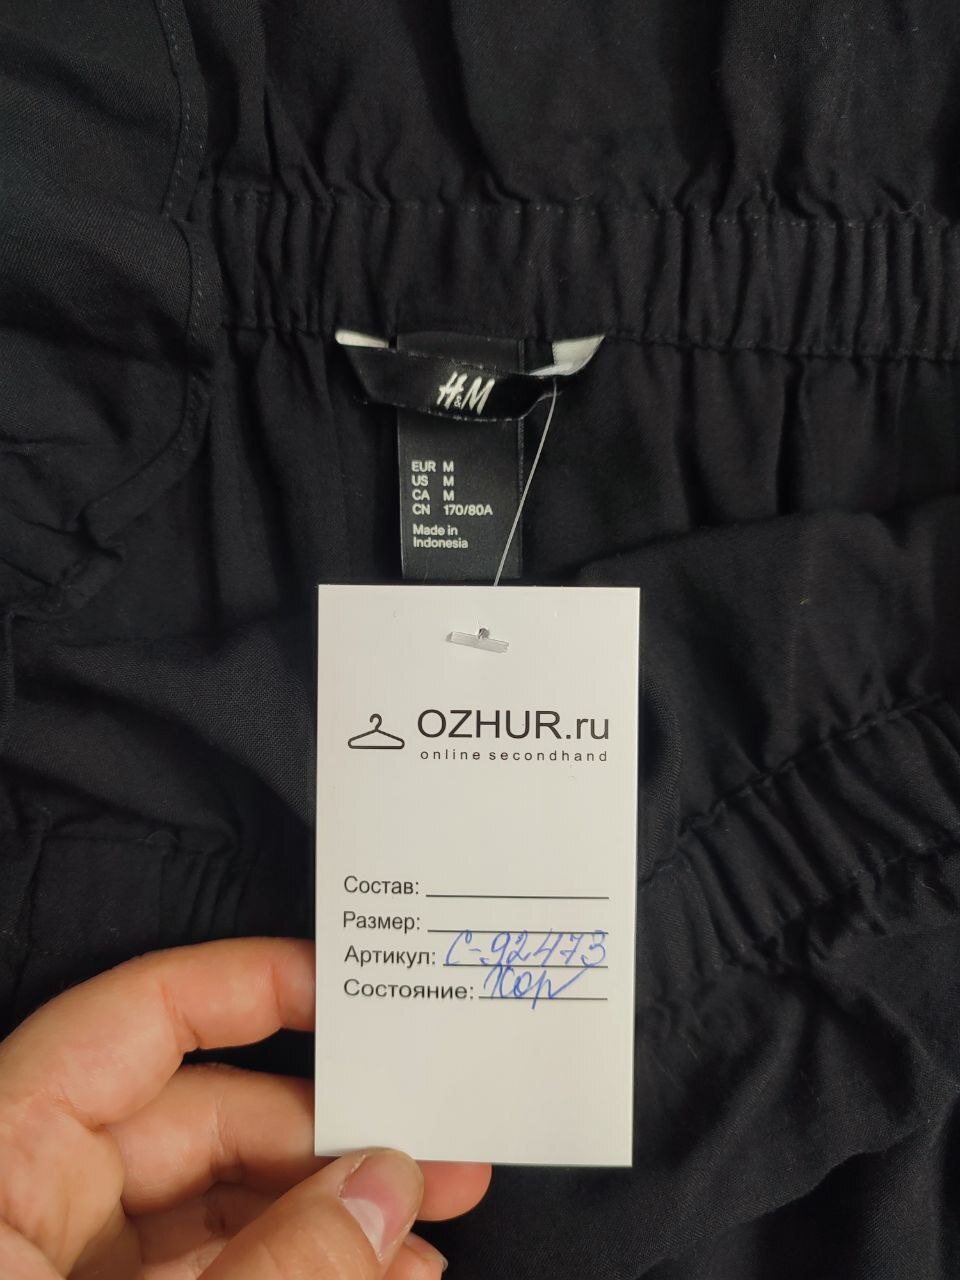 H&M
EUR M
US M
CA M
CN 170/80A
Made in
Indonesia
OZHUR.ru
online secondhand
Состав:
Размер:
Артикул: С-92473
Состояние: Хор